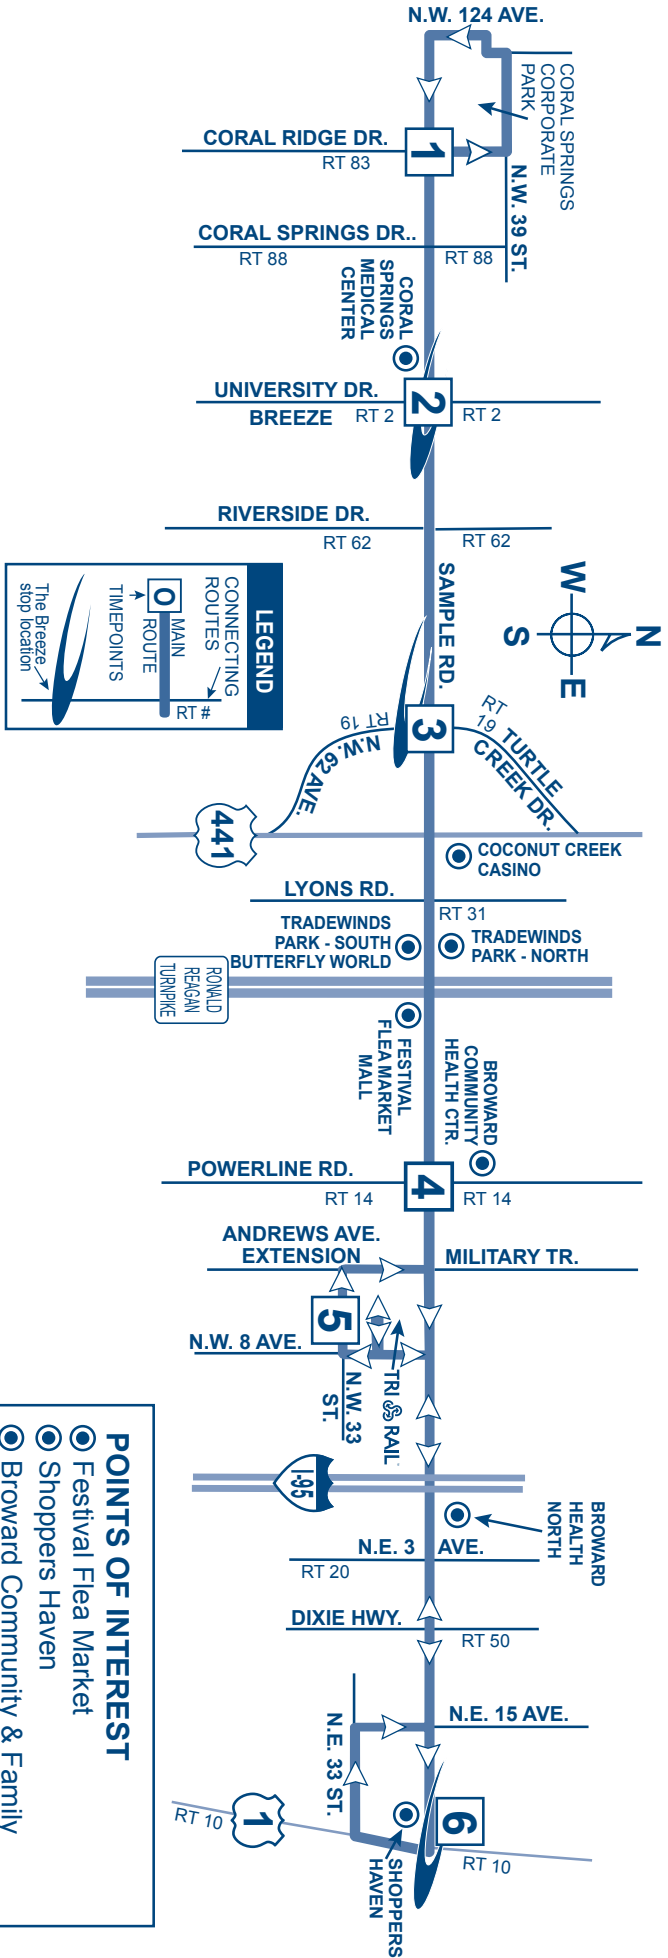 N.W. 124 AVE.
CORAL SPRINGS
CORPORATE
PARK
N.W. 39 ST.
CORAL RIDGE DR.
RT 83
1
CORAL SPRINGS DR..
RT 88
RT 88
CORAL
SPRINGS
MEDICAL
CENTER
UNIVERSITY DR.
BREEZE
RT 2
2
RT 2
RIVERSIDE DR.
RT 62
RT 62
SAMPLE RD.
N
W
E
S
LEGEND
CONNECTING
ROUTES
RT #
MAIN
ROUTE
O
TIMEPOINTS
The Breeze
stop location
3
RT 19
N.W. 62 AVE.
RT
19
TURTLE
CREEK DR.
441
COCONUT CREEK
CASINO
LYONS RD.
RT 31
TRADEWINDS
PARK - SOUTH
BUTTERFLY WORLD
TRADEWINDS
PARK - NORTH
RONALD
REAGAN
TURNPIKE
FESTIVAL
FLEA MARKET
MALL
BROWARD
COMMUNITY
HEALTH CTR.
POWERLINE RD.
RT 14
4
RT 14
ANDREWS AVE.
EXTENSION
MILITARY TR.
5
N.W. 8 AVE.
N.W. 33
ST.
TRI RAIL
I-95
BROWARD
HEALTH
NORTH
N.E. 3 AVE.
RT 20
DIXIE HWY.
RT 50
N.E. 15 AVE.
N.E. 33 ST.
6
SHOPPERS
HAVEN
RT 10
1
RT 10
POINTS OF INTEREST
Festival Flea Market
Shoppers Haven
Broward Community & Family